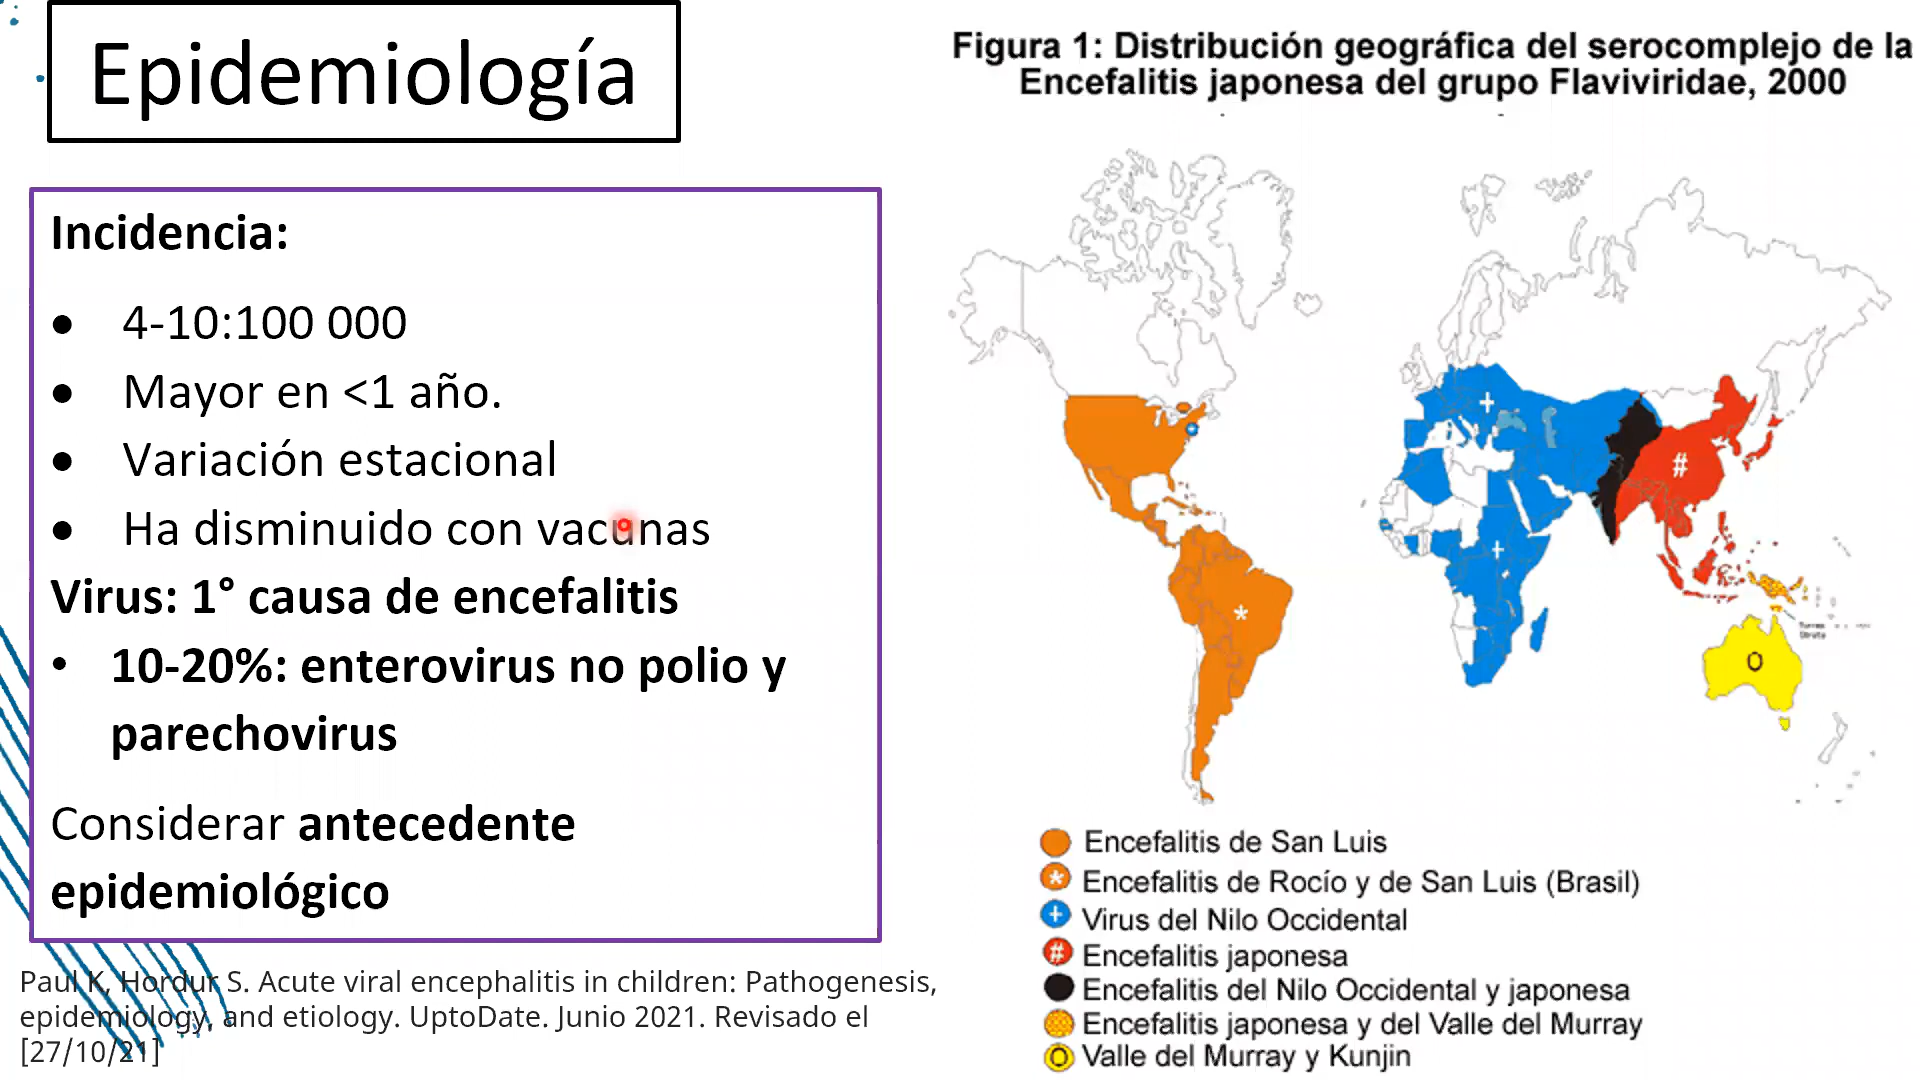 Epidemiología
Incidencia:
• 4-10:100 000
• Mayor en <1 año.
• Variación estacional
• Ha disminuido con vacunas
Virus: 1° causa de encefalitis
• 10-20%: enterovirus no polio y
parechovirus
Considerar antecedente
epidemiológico
Paul K, Hordur S. Acute viral encephalitis in children: Pathogenesis,
epidemiology, and etiology. UptoDate. Junio 2021. Revisado el
[27/10/21]
Figura 1: Distribución geográfica del serocomplejo de la
Encefalitis japonesa del grupo Flaviviridae, 2000
+
#
+
*
O
Encefalitis de San Luis
* Encefalitis de Rocío y de San Luis (Brasil)
+ Virus del Nilo Occidental
# Encefalitis japonesa
Encefalitis del Nilo Occidental y japonesa
Encefalitis japonesa y del Valle del Murray
O Valle del Murray y Kunjin